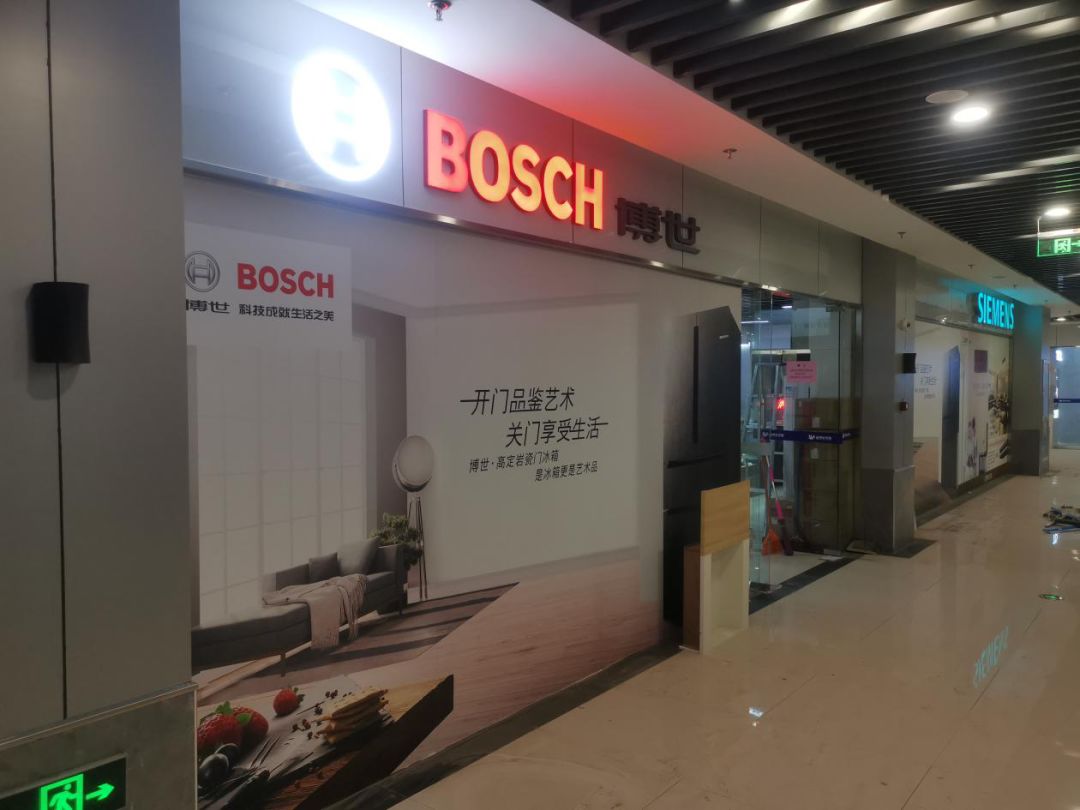 BOSCH 博世
BOSCH
博世 科技成就生活之美
开门品鉴艺术
关门享受生活
博世·高定岩瓷门冰箱
是冰箱更是艺术品
SIEMENS